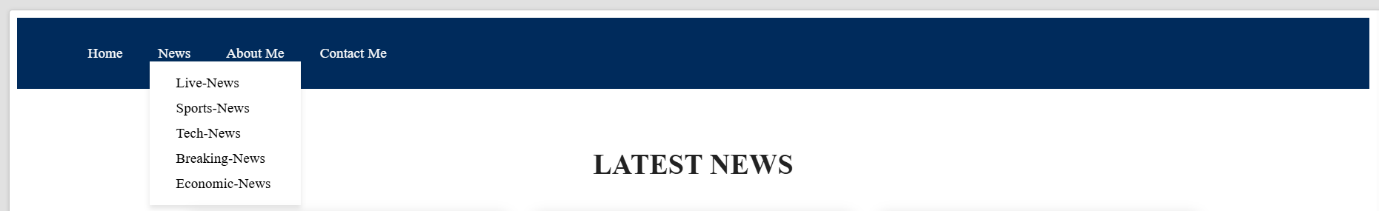 Home News About Me Contact Me
Live-News
Sports-News
Tech-News
Breaking-News
Economic-News
LATEST NEWS